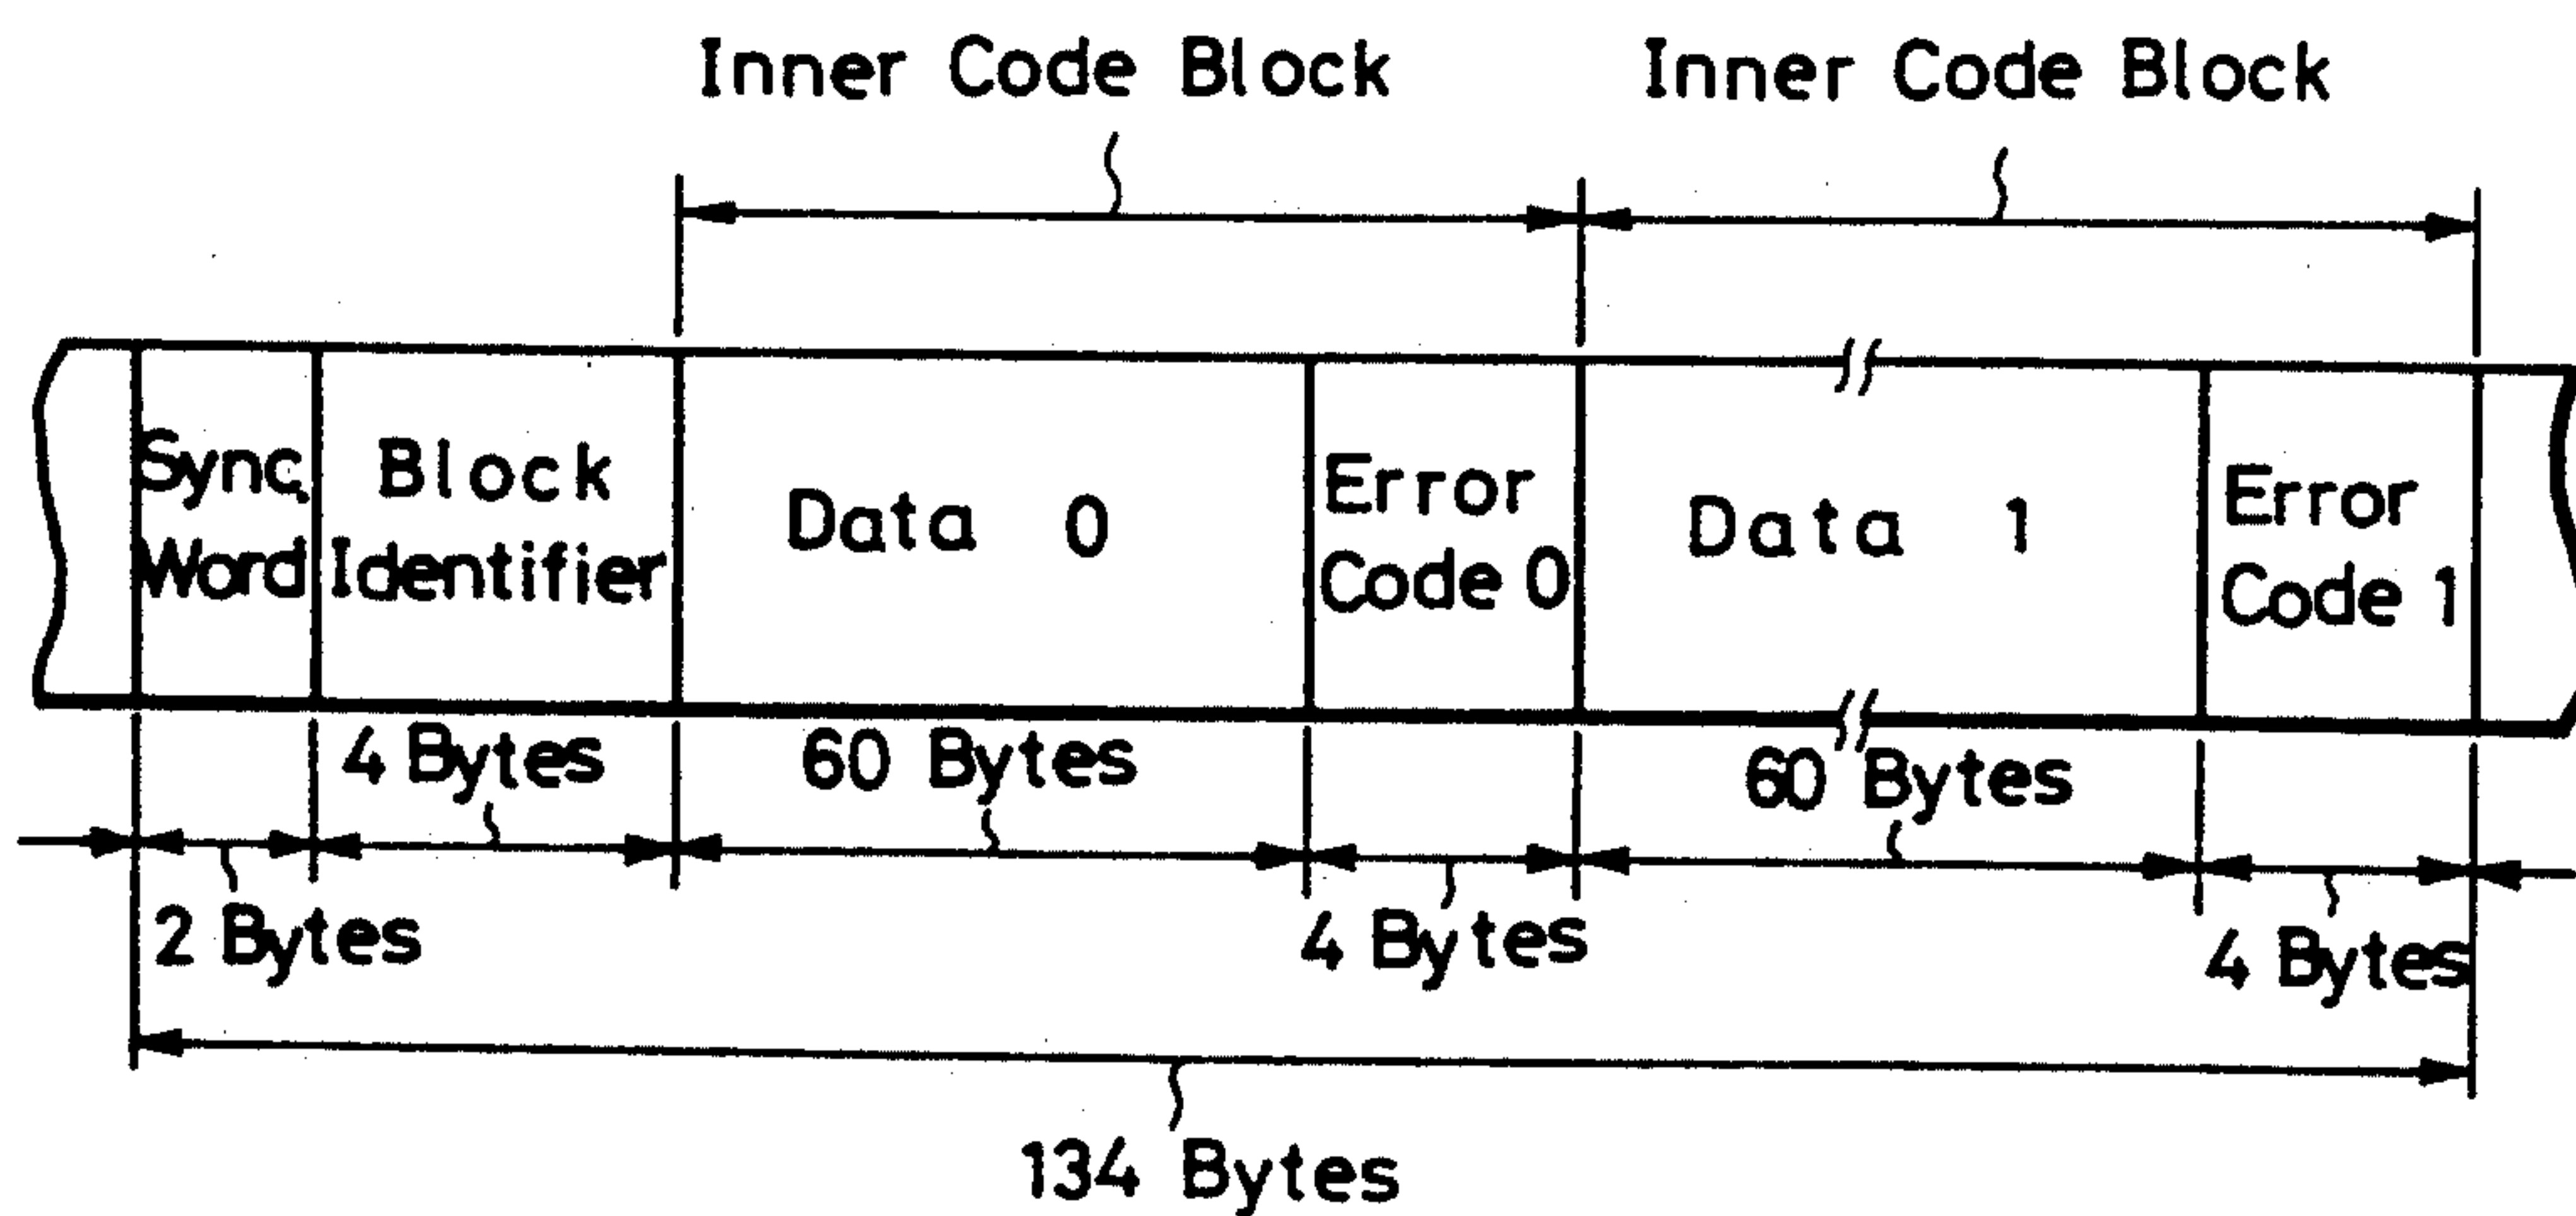 Inner Code Block
Inner Code Block
Sync.
Word
Block
Identifier
Data 0
Error
Code 0
Data 1
Error
Code 1
4 Bytes
60 Bytes
60 Bytes
2 Bytes
4 Bytes
4 Bytes
134 Bytes